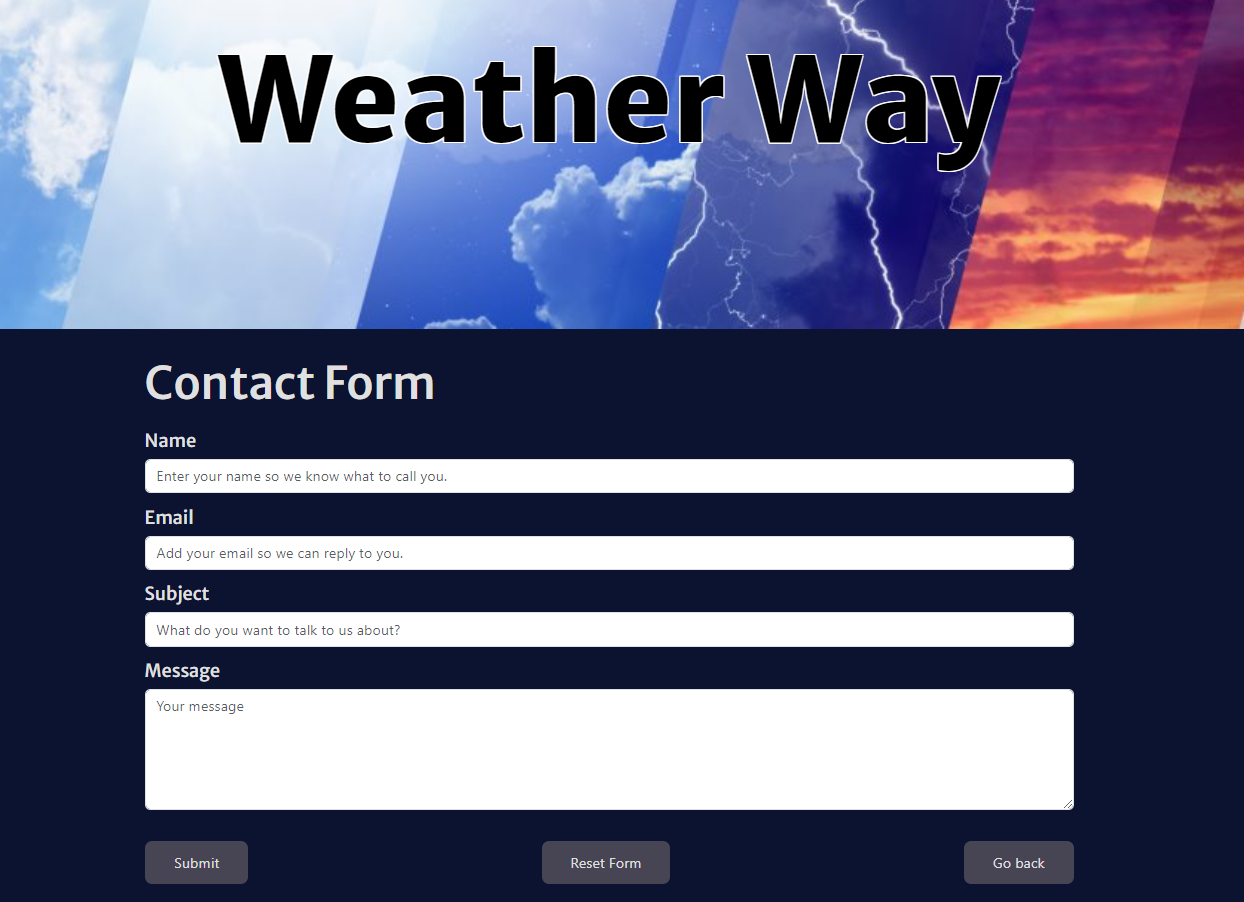 Weather Way
Contact Form
Name
Enter your name so we know what to call you.
Email
Add your email so we can reply to you.
Subject
What do you want to talk to us about?
Message
Your message
Submit
Reset Form
Go back